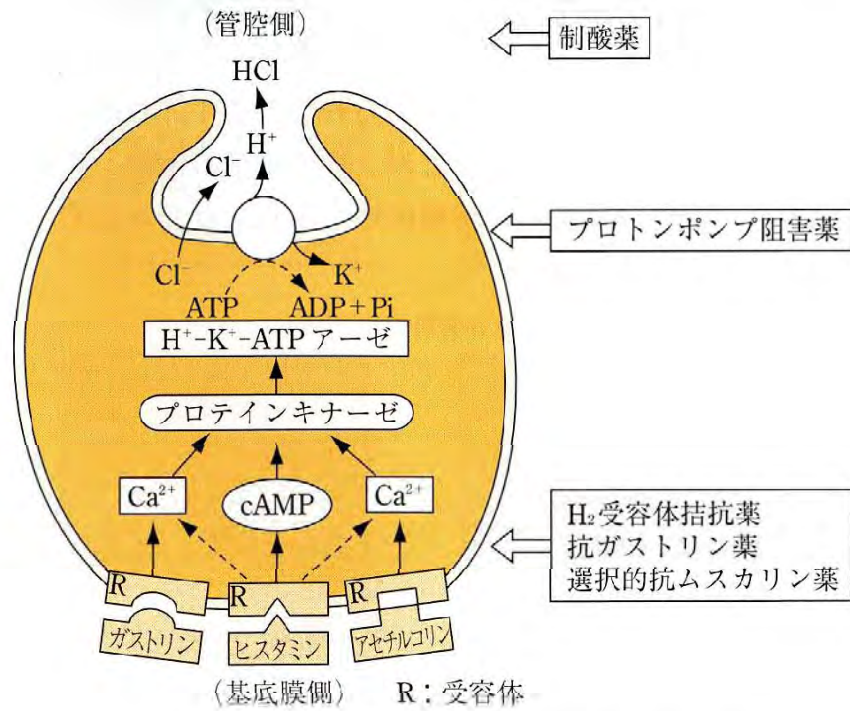 (管腔側)
制酸薬
HCl
H⁺
Cl⁻
プロトンポンプ阻害薬
Cl⁻
K⁺
ATP
ADP+Pi
H⁺-K⁺-ATPアーゼ
プロテインキナーゼ
Ca²⁺
cAMP
Ca²⁺
H₂受容体拮抗薬
抗ガストリン薬
選択的抗ムスカリン薬
R
R
R
ガストリン
ヒスタミン
アセチルコリン
(基底膜側) R:受容体